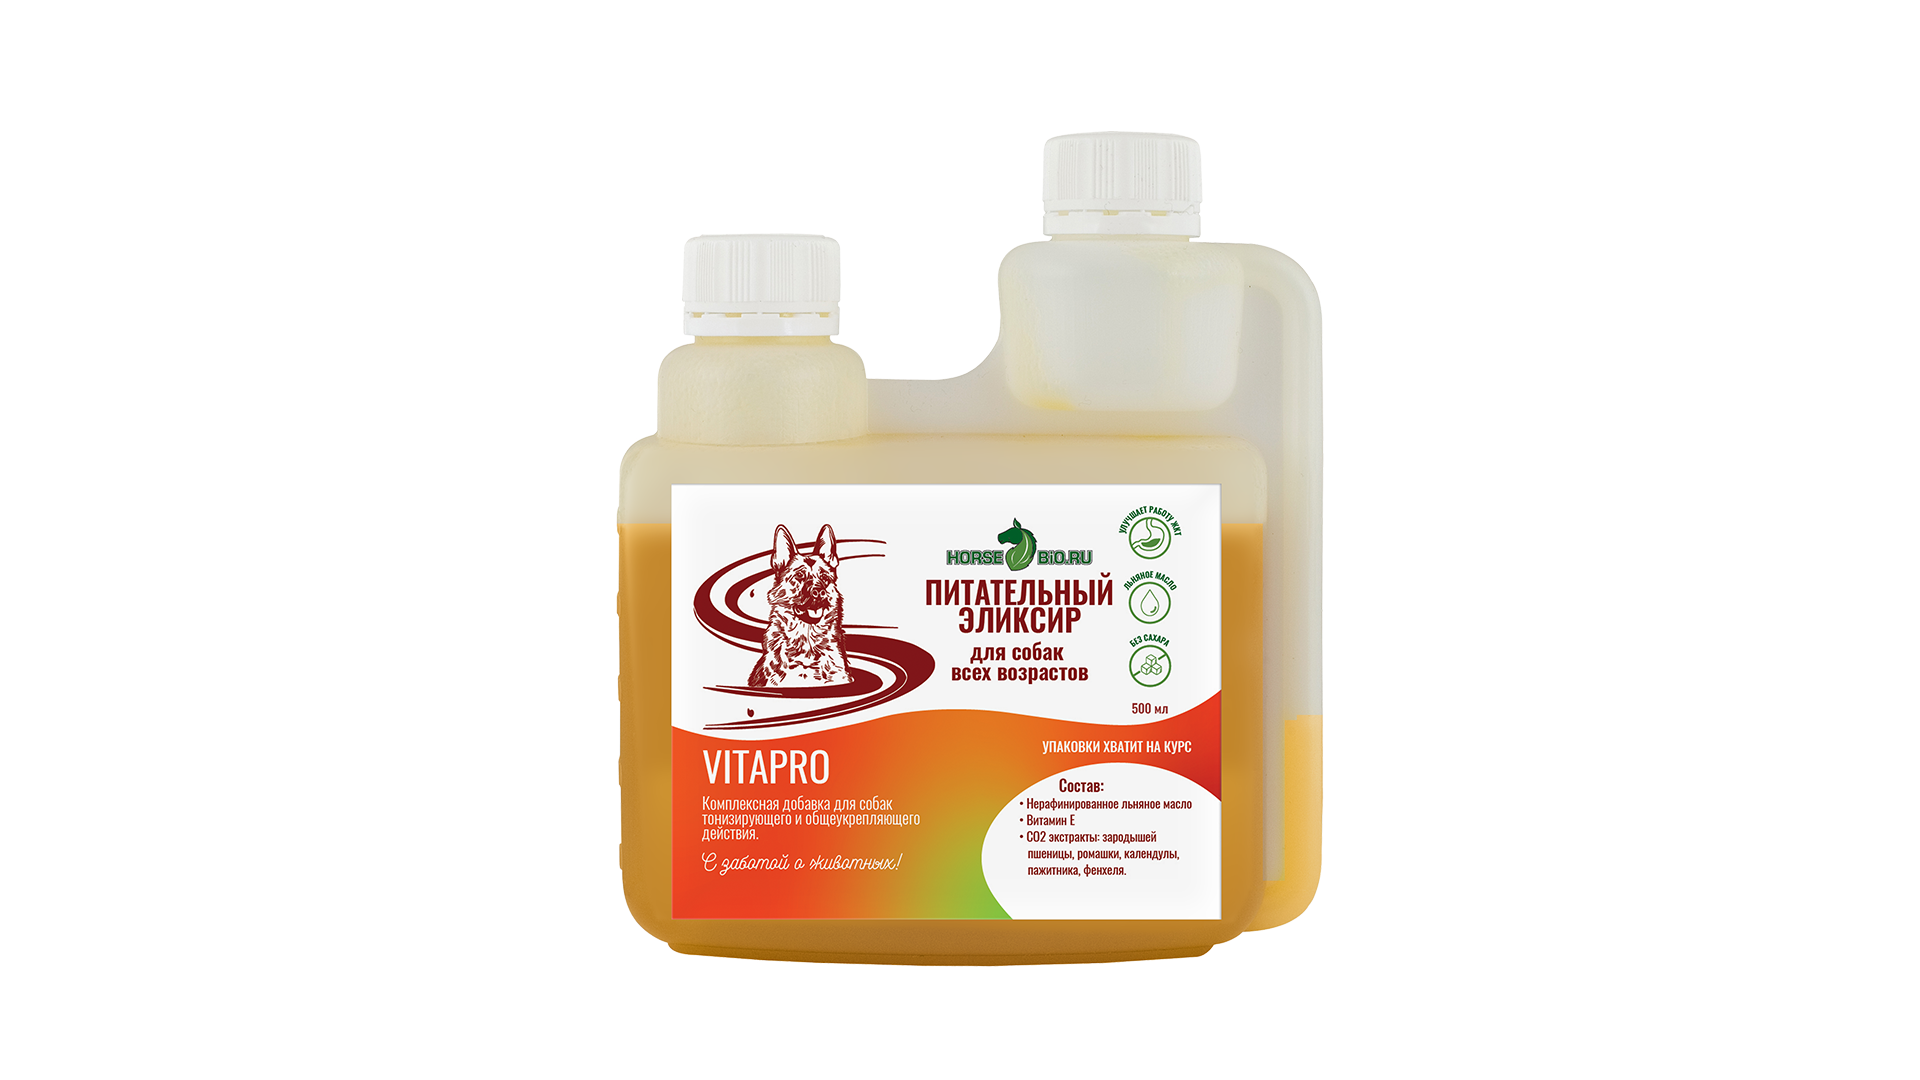 HORSE BIO.RU
ПИТАТЕЛЬНЫЙ
ЭЛИКСИР
для собак
всех возрастов
УЛУЧШАЕТ РАБОТУ ЖКТ
ЛЬНЯНОЕ МАСЛО
БЕЗ САХАРА
500 мл
VITAPRO
Комплексная добавка для собак
тонизирующего и общеукрепляющего
действия.
С заботой о животных!
УПАКОВКИ ХВАТИТ НА КУРС
Состав:
• Нерафинированное льняное масло
• Витамин Е
• СО2 экстракты: зародышей
пшеницы, ромашки, календулы,
пажитника, фенхеля.